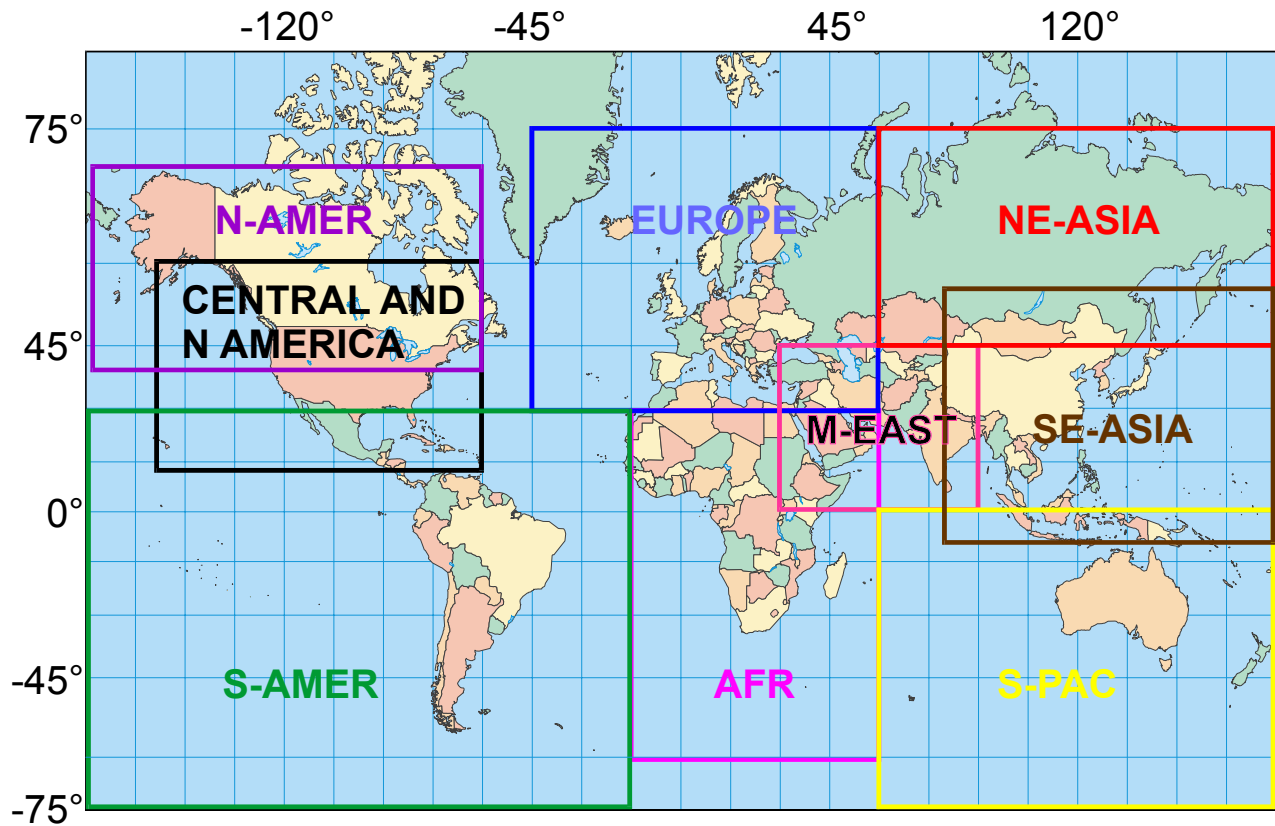 -120° -45° 45° 120°
75°
N-AMER EUROPE NE-ASIA
CENTRAL AND
N AMERICA
45°
M-EAST SE-ASIA
0°
S-AMER AFR S-PAC
-45°
-75°